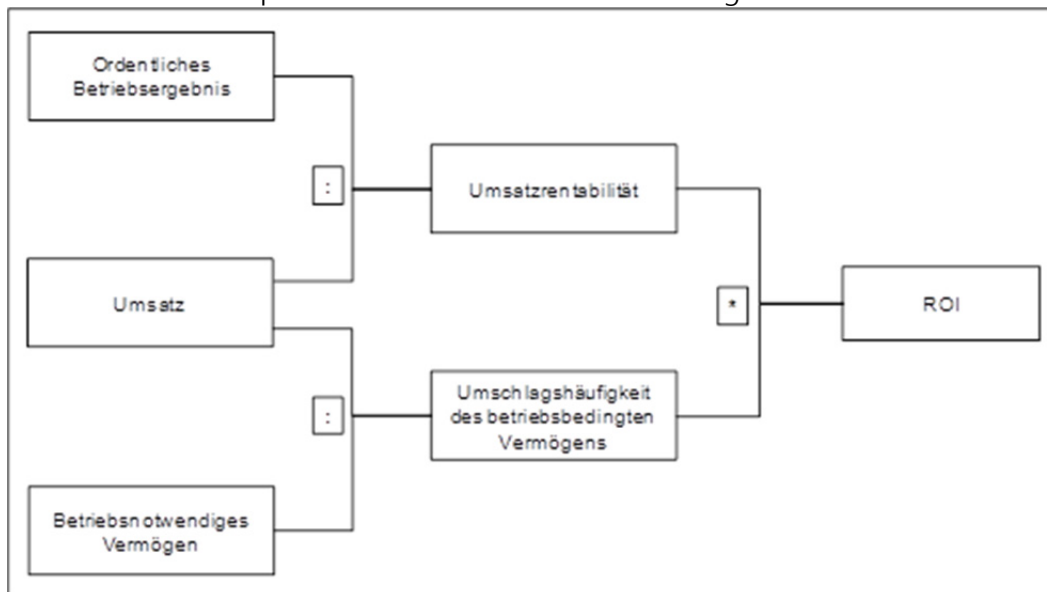 Ordentliches
Betriebsergebnis
:
Umsatzrentabilität
Umsatz
*
ROI
:
Umschlagshäufigkeit
des betriebsbedingten
Vermögens
Betriebsnotwendiges
Vermögen